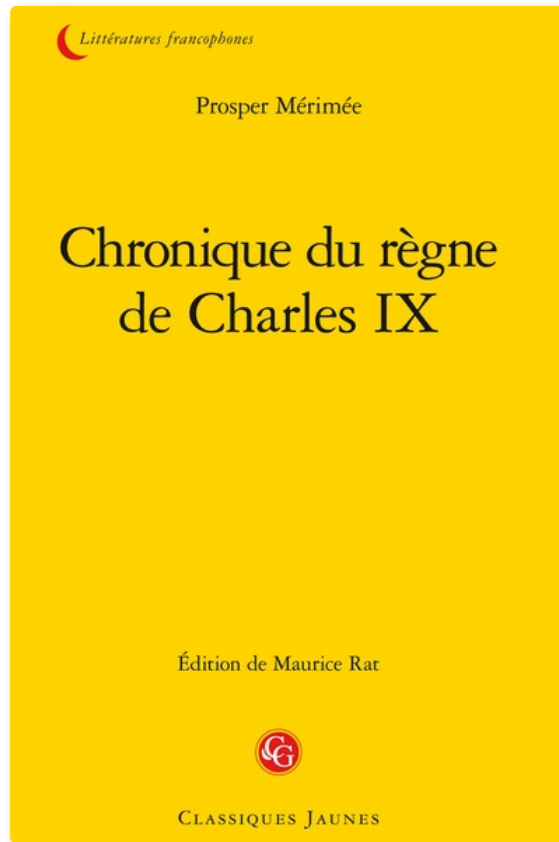 Littératures francophones
Prosper Mérimée
Chronique du règne
de Charles IX
Édition de Maurice Rat
CG
CLASSIQUES JAUNES